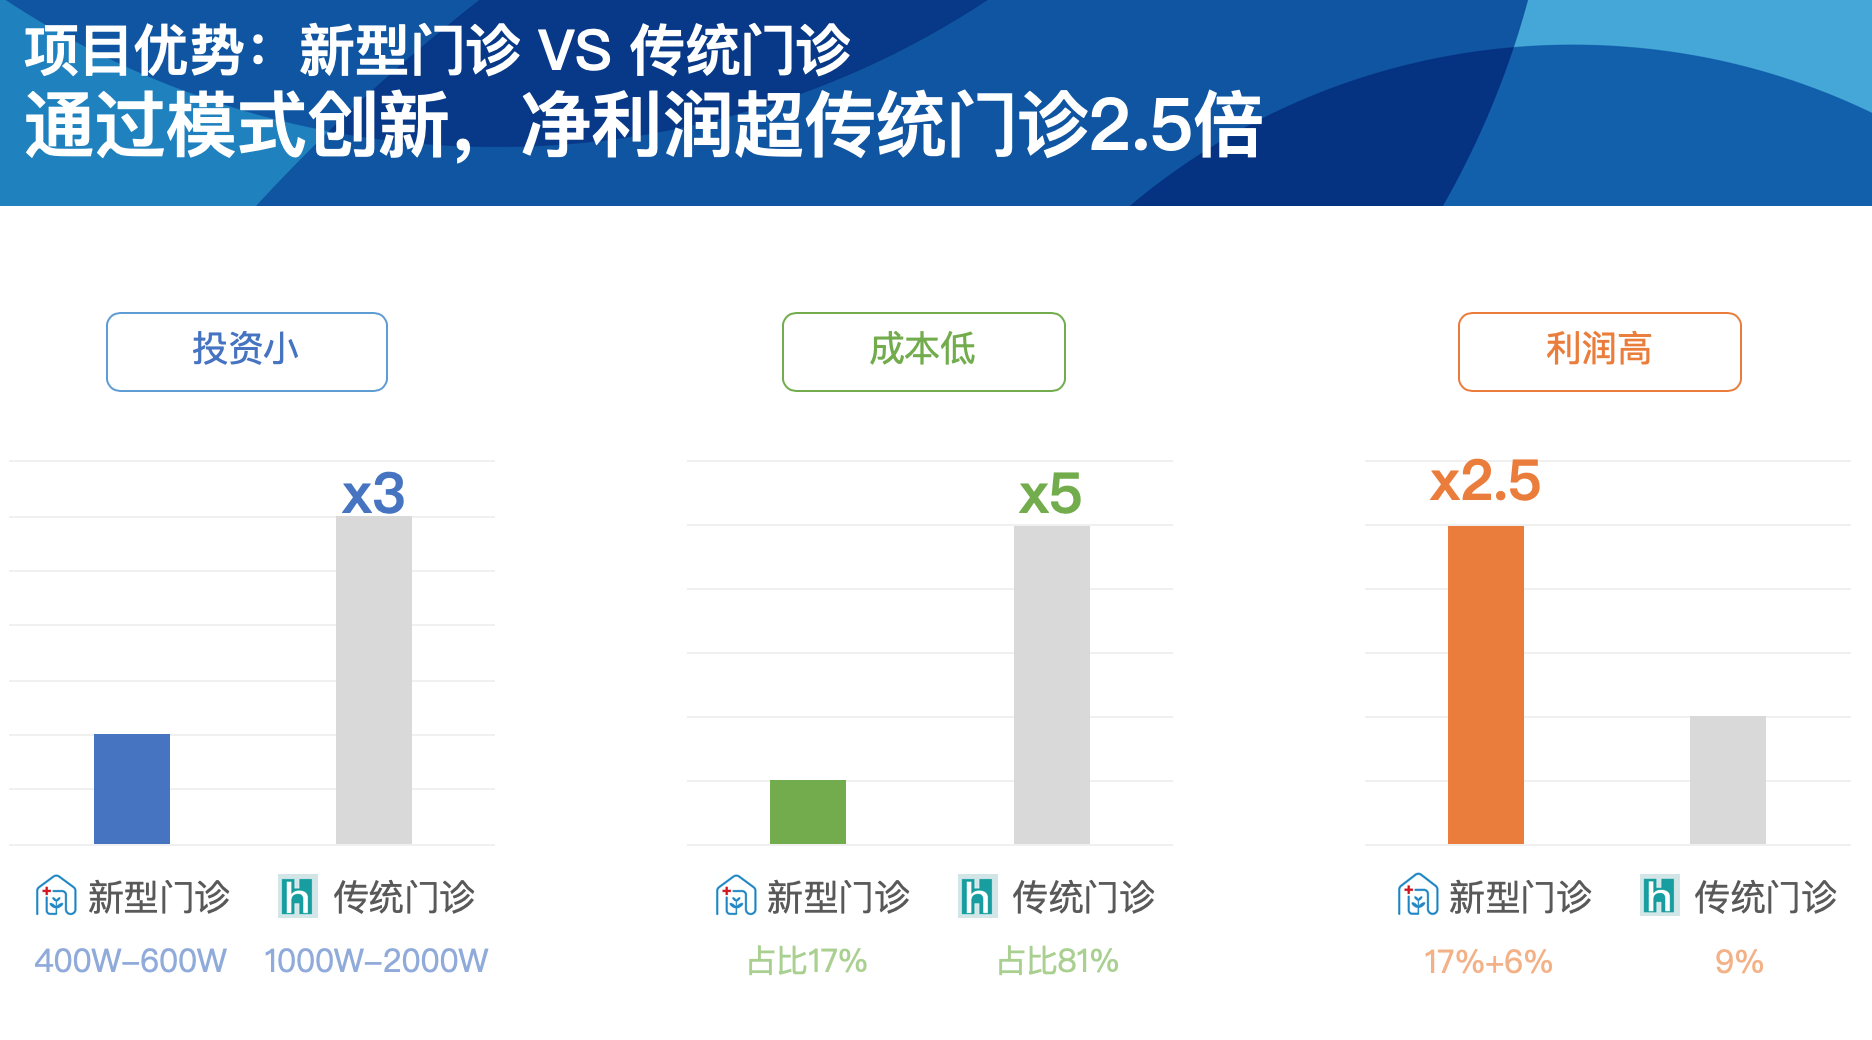 项目优势：新型门诊 VS 传统门诊
通过模式创新，净利润超传统门诊2.5倍
投资小
成本低
利润高
x3
x5
x2.5
新型门诊
h
传统门诊
新型门诊
h
传统门诊
新型门诊
h
传统门诊
400W-600W
1000W-2000W
占比17%
占比81%
17%+6%
9%